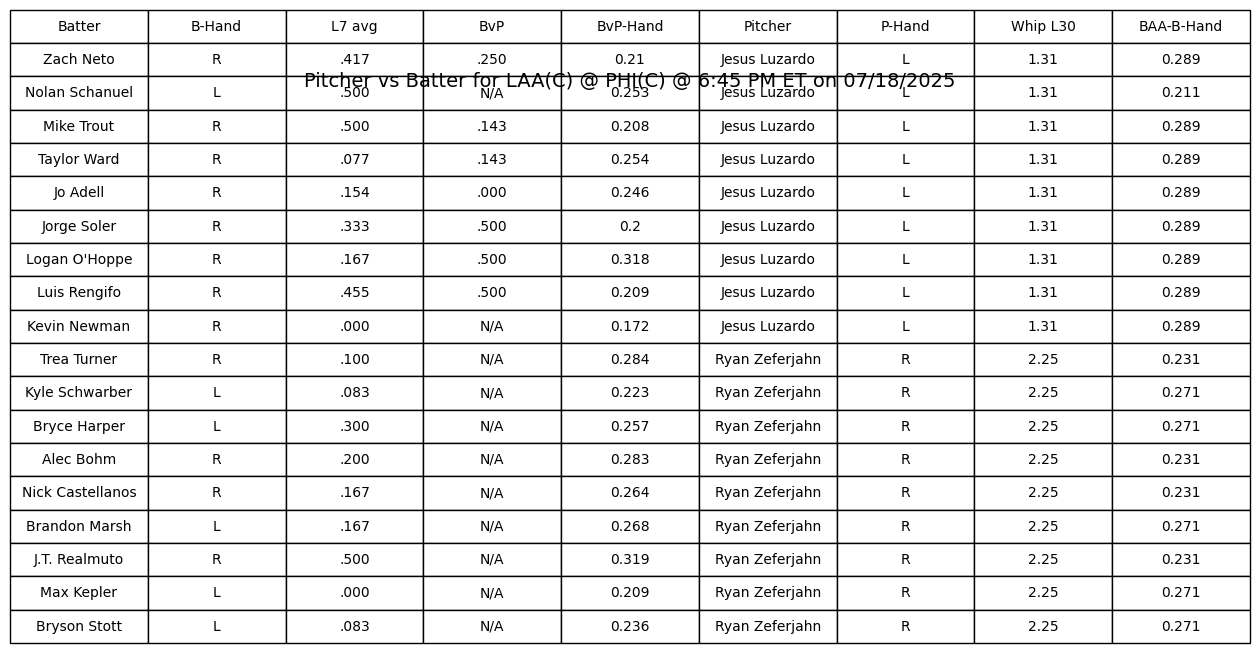 Batter B-Hand L7 avg BvP BvP-Hand Pitcher P-Hand Whip L30 BAA-B-Hand
Zach Neto R .417 .250 0.21 Jesus Luzardo L 1.31 0.289
Pitcher vs Batter for LAA(C) @ PHI(C) @ 6:45 PM ET on 07/18/2025
Nolan Schanuel L .500 N/A 0.253 Jesus Luzardo L 1.31 0.211
Mike Trout R .500 .143 0.208 Jesus Luzardo L 1.31 0.289
Taylor Ward R .077 .143 0.254 Jesus Luzardo L 1.31 0.289
Jo Adell R .154 .000 0.246 Jesus Luzardo L 1.31 0.289
Jorge Soler R .333 .500 0.2 Jesus Luzardo L 1.31 0.289
Logan O'Hoppe R .167 .500 0.318 Jesus Luzardo L 1.31 0.289
Luis Rengifo R .455 .500 0.209 Jesus Luzardo L 1.31 0.289
Kevin Newman R .000 N/A 0.172 Jesus Luzardo L 1.31 0.289
Trea Turner R .100 N/A 0.284 Ryan Zeferjahn R 2.25 0.231
Kyle Schwarber L .083 N/A 0.223 Ryan Zeferjahn R 2.25 0.271
Bryce Harper L .300 N/A 0.257 Ryan Zeferjahn R 2.25 0.271
Alec Bohm R .200 N/A 0.283 Ryan Zeferjahn R 2.25 0.231
Nick Castellanos R .167 N/A 0.264 Ryan Zeferjahn R 2.25 0.231
Brandon Marsh L .167 N/A 0.268 Ryan Zeferjahn R 2.25 0.271
J.T. Realmuto R .500 N/A 0.319 Ryan Zeferjahn R 2.25 0.231
Max Kepler L .000 N/A 0.209 Ryan Zeferjahn R 2.25 0.271
Bryson Stott L .083 N/A 0.236 Ryan Zeferjahn R 2.25 0.271